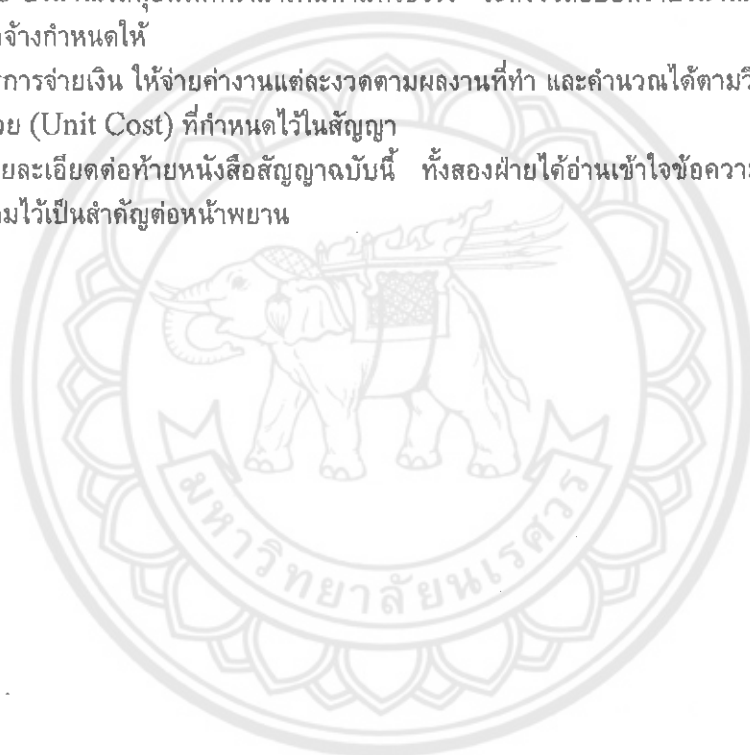 จ้างกำหนดให้
การจ่ายเงิน ให้จ่ายค่างานแต่ละงวดตามผลงานที่ทำ และคำนวณได้ตามวิ
วย (Unit Cost) ที่กำหนดไว้ในสัญญา
ยละเอียดต่อท้ายหนังสือสัญญาฉบับนี้ ทั้งสองฝ่ายได้อ่านเข้าใจข้อความ
มไว้เป็นสำคัญต่อหน้าพยาน
มหาวิทยาลัยนเรศวร